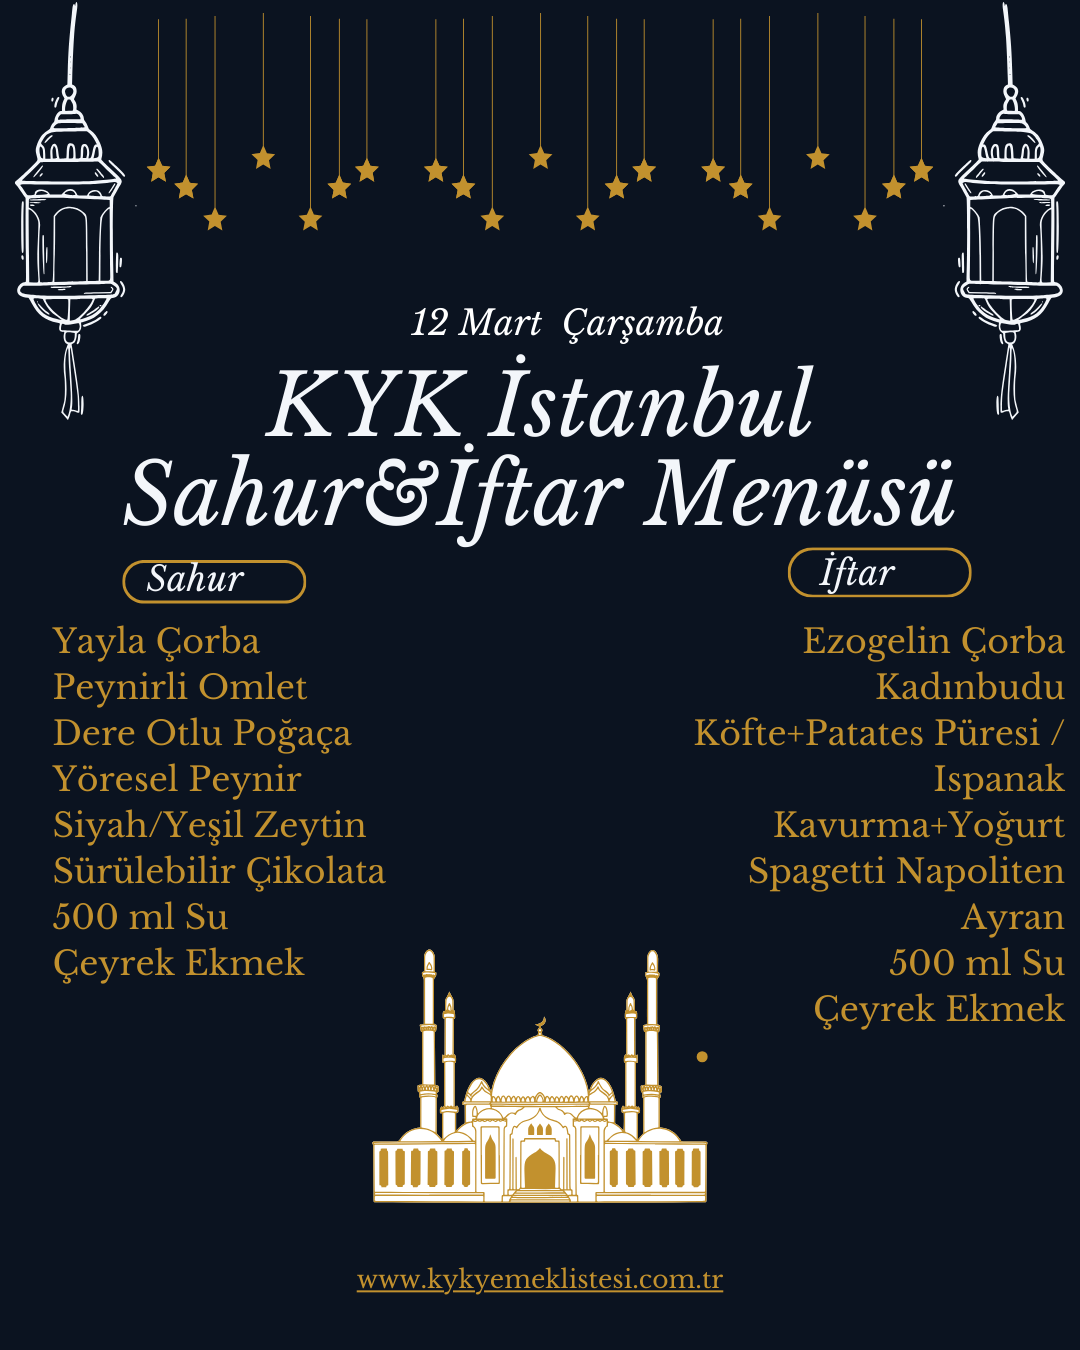 12 Mart Çarşamba
KYK İstanbul
Sahur&İftar Menüsü
Sahur
Yayla Çorba
Peynirli Omlet
Dere Otlu Poğaça
Yöresel Peynir
Siyah/Yeşil Zeytin
Sürülebilir Çikolata
500 ml Su
Çeyrek Ekmek
İftar
Ezogelin Çorba
Kadınbudu
Köfte+Patates Püresi /
Ispanak
Kavurma+Yoğurt
Spagetti Napoliten
Ayran
500 ml Su
Çeyrek Ekmek
www.kykyemeklistesi.com.tr